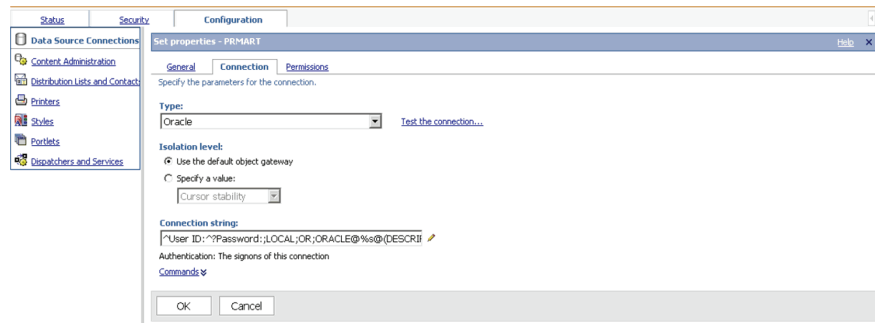 Status Security Configuration
Data Source Connections
Content Administration
Distribution Lists and Contacts
Printers
Styles
Portlets
Dispatchers and Services
Set properties - PRMART Help
General Connection Permissions
Specify the parameters for the connection.
Type:
Oracle Test the connection...
Isolation level:
Use the default object gateway
Specify a value:
Cursor stability
Connection string:
^User ID:^?Password:;LOCAL;OR;ORACLE@%s@(DESCRIP
Authentication: The signons of this connection
Commands
OK Cancel